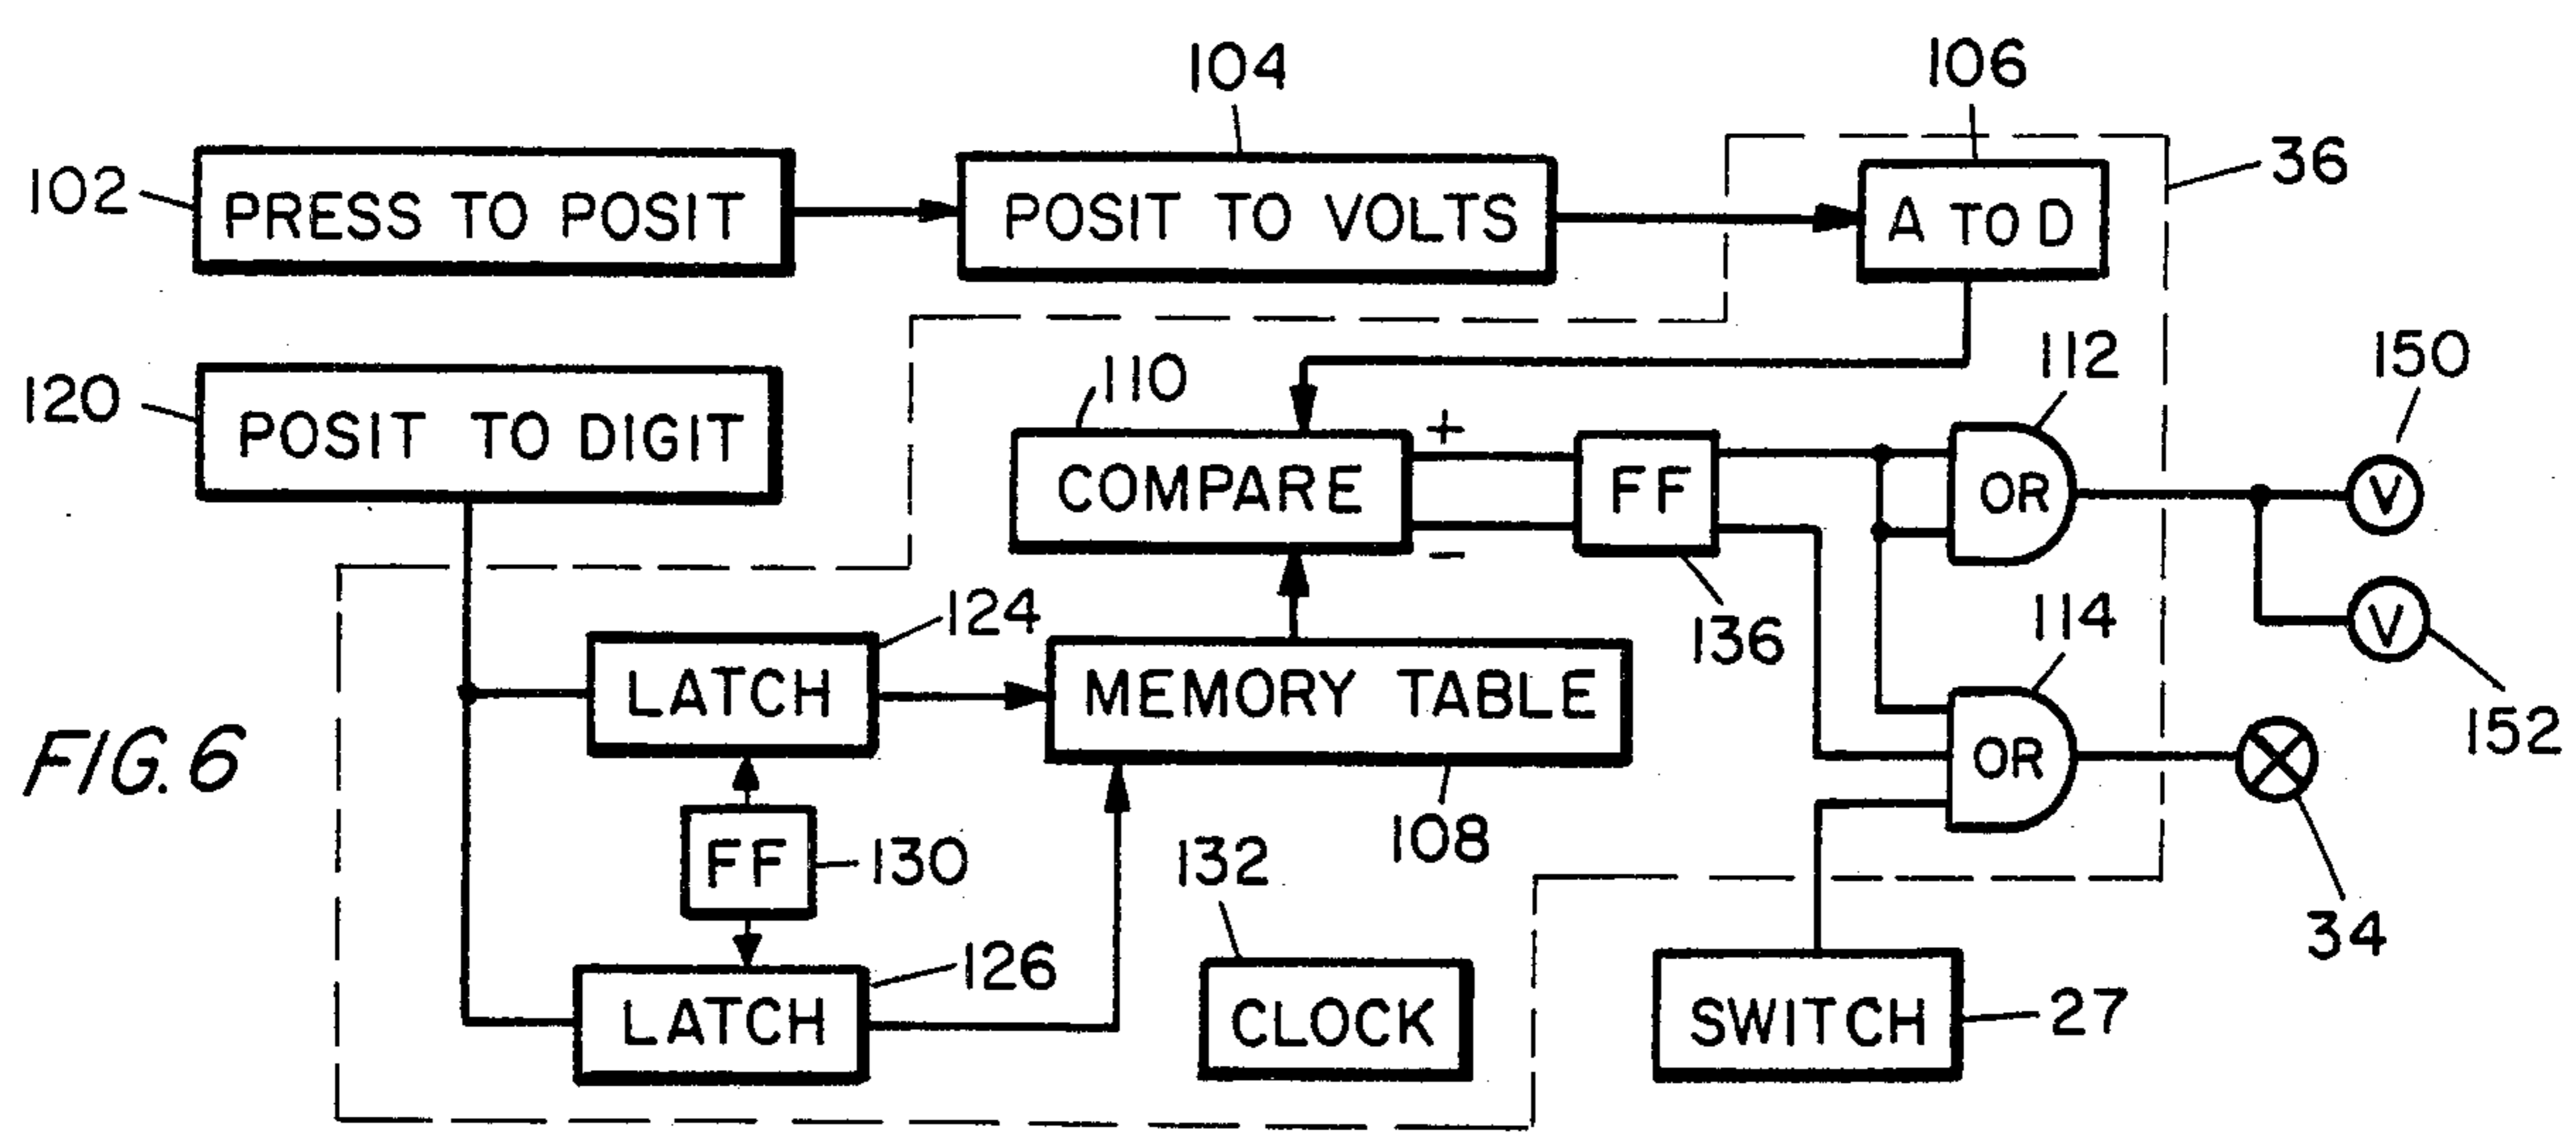 104
106
36
102
PRESS TO POSIT
POSIT TO VOLTS
A TO D
120
POSIT TO DIGIT
110
112
150
COMPARE
+
−
FF
OR
V
124
136
114
V
152
LATCH
MEMORY TABLE
OR
FIG. 6
FF
130
132
108
34
126
LATCH
CLOCK
SWITCH
27